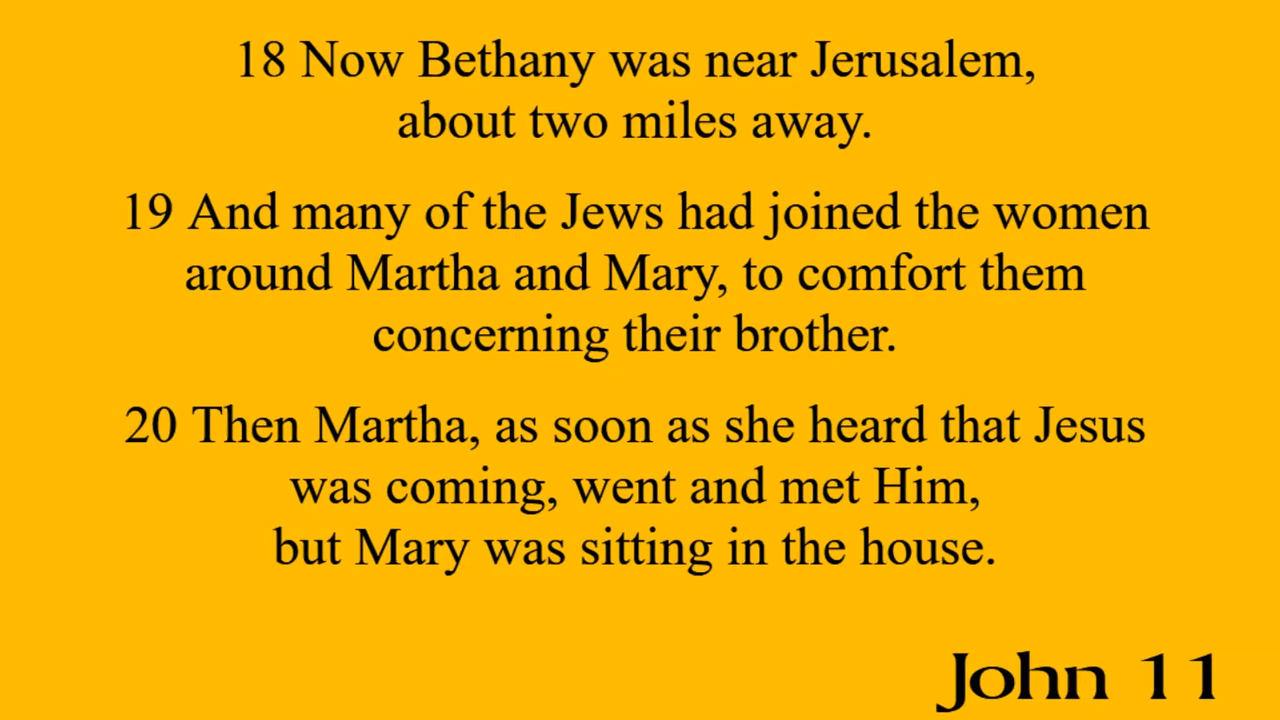 18 Now Bethany was near Jerusalem,
about two miles away.
19 And many of the Jews had joined the women
around Martha and Mary, to comfort them
concerning their brother.
20 Then Martha, as soon as she heard that Jesus
was coming, went and met Him,
but Mary was sitting in the house.
John 11